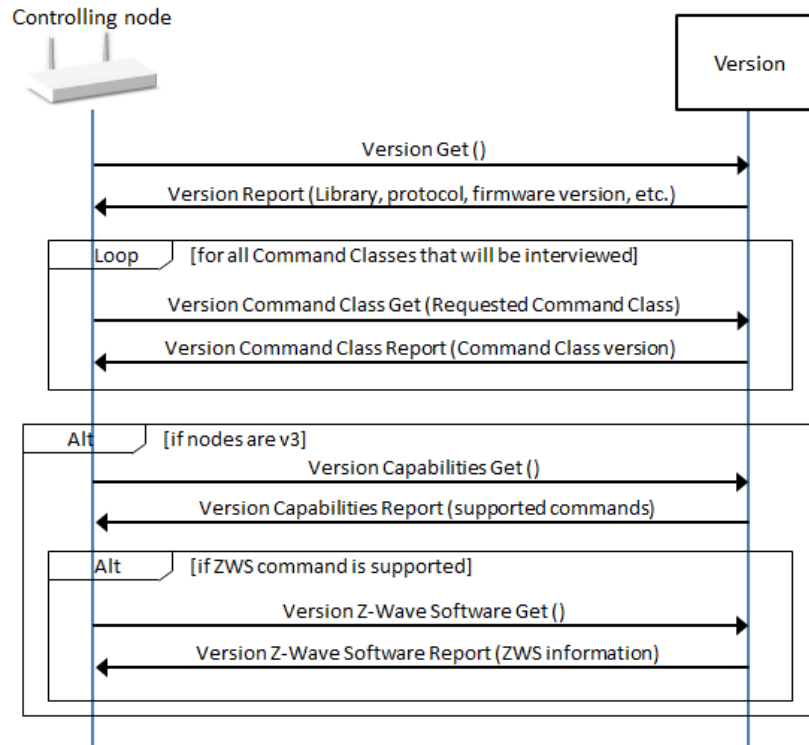 Controlling node
Version
Version Get ()
Version Report (Library, protocol, firmware version, etc.)
Loop [for all Command Classes that will be interviewed]
Version Command Class Get (Requested Command Class)
Version Command Class Report (Command Class version)
Alt [if nodes are v3]
Version Capabilities Get ()
Version Capabilities Report (supported commands)
Alt [if ZWS command is supported]
Version Z-Wave Software Get ()
Version Z-Wave Software Report (ZWS information)